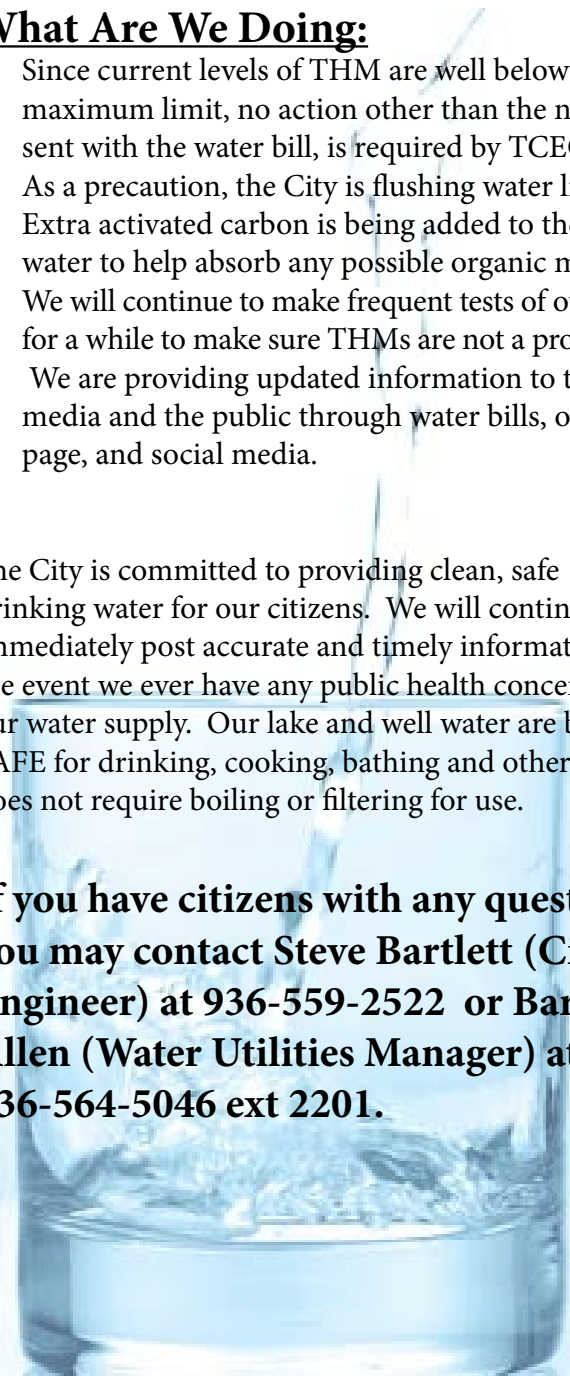 What Are We Doing:
Since current levels of THM are well below
maximum limit, no action other than the n
sent with the water bill, is required by TCE
As a precaution, the City is flushing water li
Extra activated carbon is being added to the
water to help absorb any possible organic m
We will continue to make frequent tests of o
for a while to make sure THMs are not a pro
We are providing updated information to t
media and the public through water bills, o
page, and social media.
he City is committed to providing clean, safe
rinking water for our citizens. We will contin
mmediately post accurate and timely informat
e event we ever have any public health concer
ur water supply. Our lake and well water are b
AFE for drinking, cooking, bathing and other
oes not require boiling or filtering for use.
f you have citizens with any quest
ou may contact Steve Bartlett (Ci
ngineer) at 936-559-2522 or Bar
llen (Water Utilities Manager) at
36-564-5046 ext 2201.